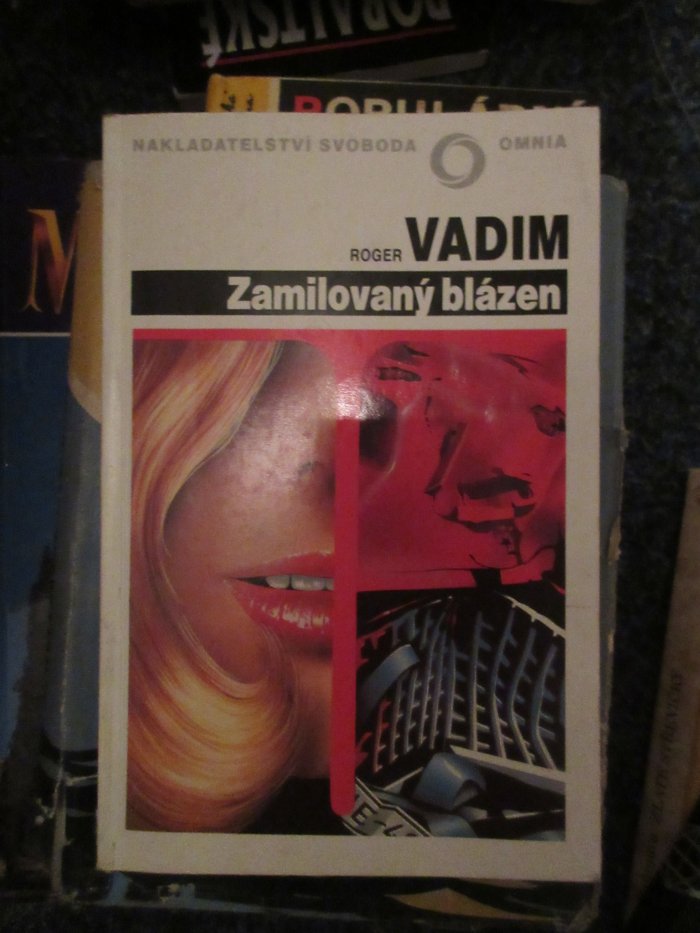 NAKLADATELSTVÍ SVOBODA OMNIA
ROGER VADIM
Zamilovaný blázen
M